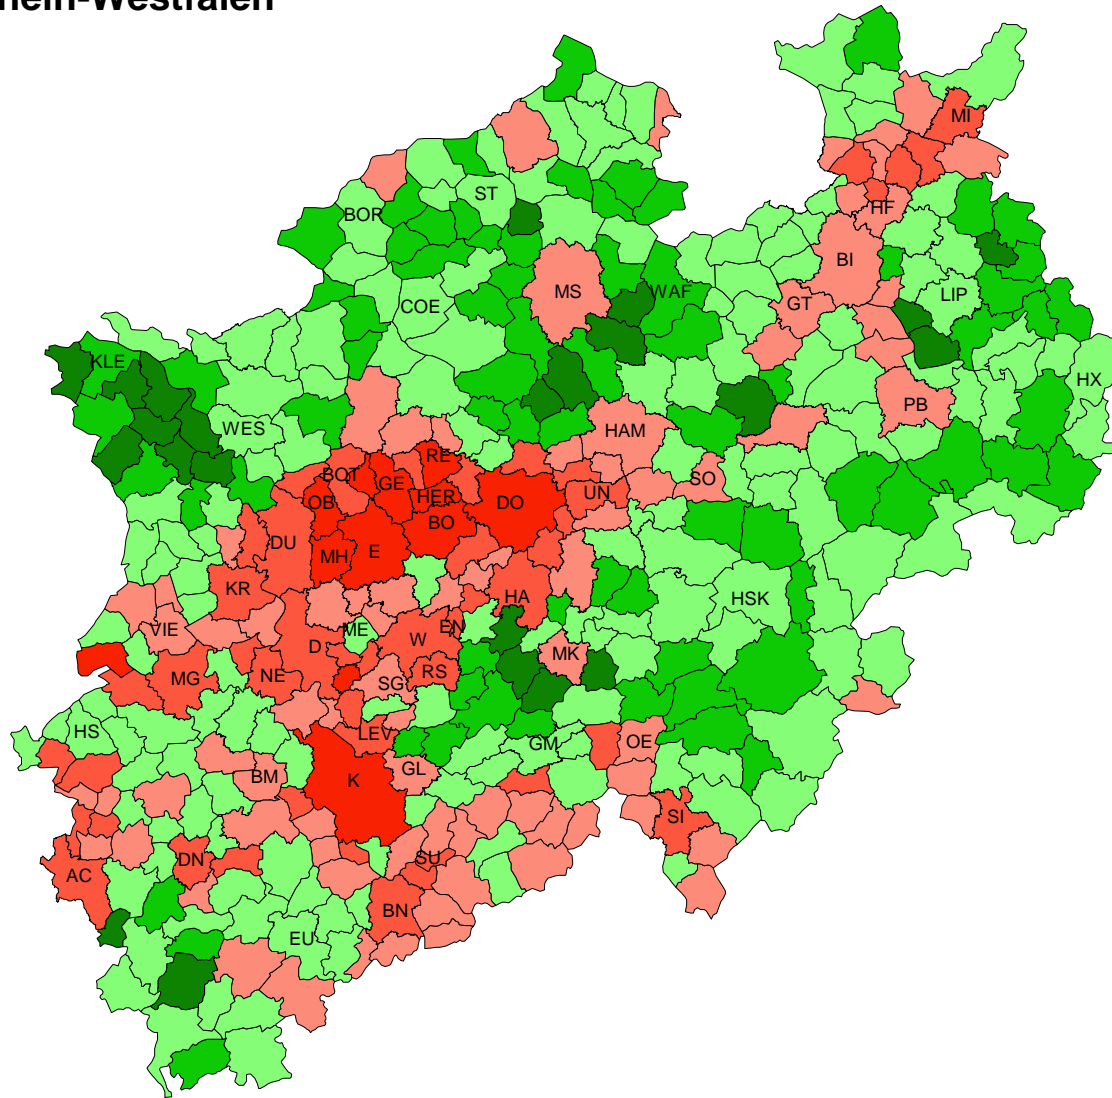 hein-Westfalen
MI
ST
BOR
HF
BI
MS
WAF
LIP
GT
COE
KLE
HX
PB
WES
HAM
RE
BOT
GE
SO
HER
UN
OB
DO
BO
DU
E
MH
KR
HA
HSK
EN
VIE
ME
W
D
MK
RS
NE
MG
SG
HS
LEV
GM
OE
GL
BM
K
SI
SU
DN
AC
BN
EU